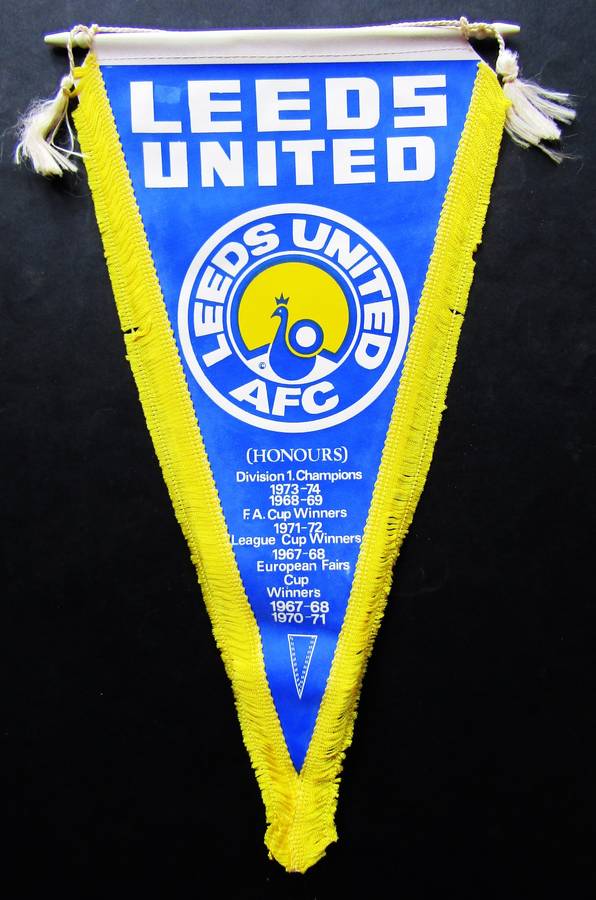 LEEDS
UNITED
LEEDS UNITED
AFC
©
(HONOURS)
Division 1. Champions
1973-74
1968-69
F.A. Cup Winners
1971-72
League Cup Winners
1967-68
European Fairs
Cup
Winners
1967-68
1970-71